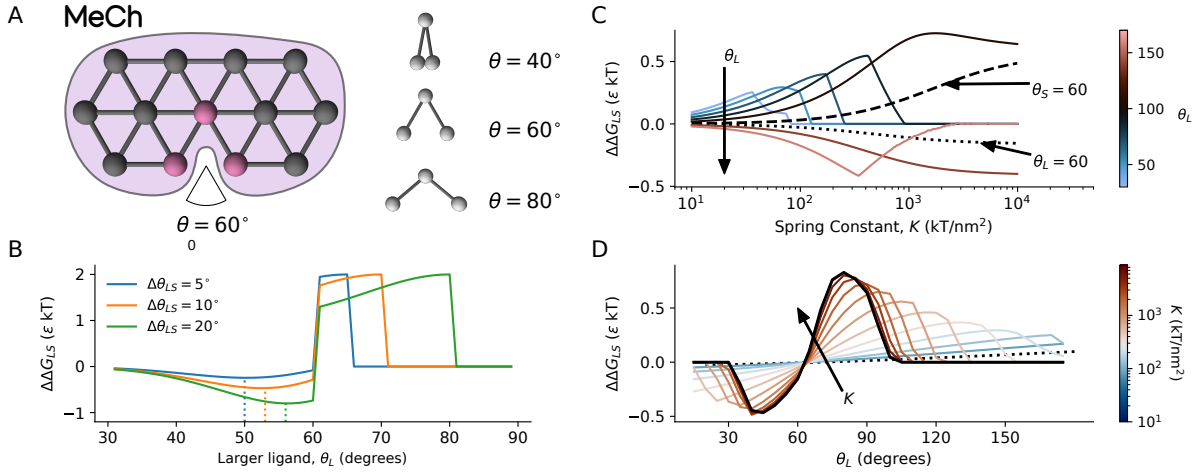 A
MeCh
θ = 60°
0
θ = 40°
θ = 60°
θ = 80°
B
ΔΔG_LS (ε kT)
2
1
0
−1
Δθ_LS = 5°
Δθ_LS = 10°
Δθ_LS = 20°
30 40 50 60 70 80 90
Larger ligand, θ_L (degrees)
C
ΔΔG_LS (ε kT)
0.5
0.0
−0.5
θ_L
θ_S = 60
θ_L = 60
10^1 10^2 10^3 10^4
Spring Constant, K (kT/nm²)
150
100
50
θ_L
D
ΔΔG_LS (ε kT)
0.5
0.0
−0.5
K
30 60 90 120 150
θ_L (degrees)
10^3
10^2
10^1
K (kT/nm²)